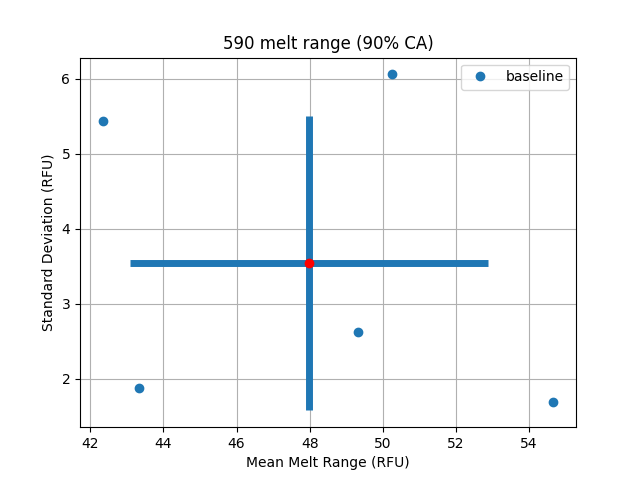 590 melt range (90% CA)
baseline
6
5
4
3
2
Standard Deviation (RFU)
42 44 46 48 50 52 54
Mean Melt Range (RFU)